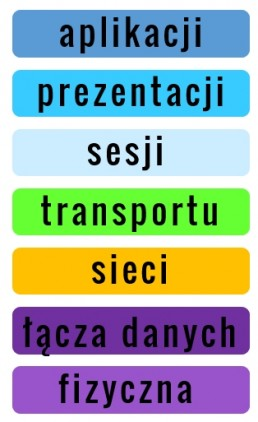 aplikacji
prezentacji
sesji
transportu
sieci
łącza danych
fizyczna